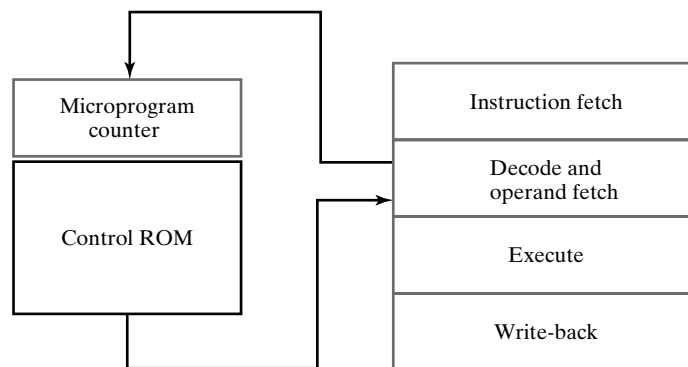 Microprogram
counter
Control ROM
Instruction fetch
Decode and
operand fetch
Execute
Write-back